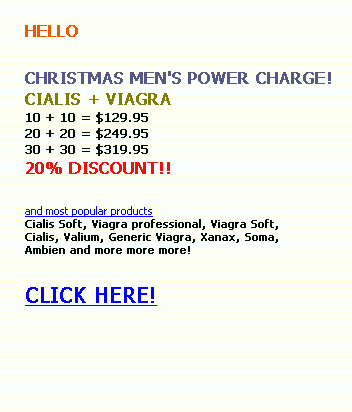 HELLO
CHRISTMAS MEN'S POWER CHARGE!
CIALIS + VIAGRA
10 + 10 = $129.95
20 + 20 = $249.95
30 + 30 = $319.95
20% DISCOUNT!!
and most popular products
Cialis Soft, Viagra professional, Viagra Soft,
Cialis, Valium, Generic Viagra, Xanax, Soma,
Ambien and more more more!
CLICK HERE!